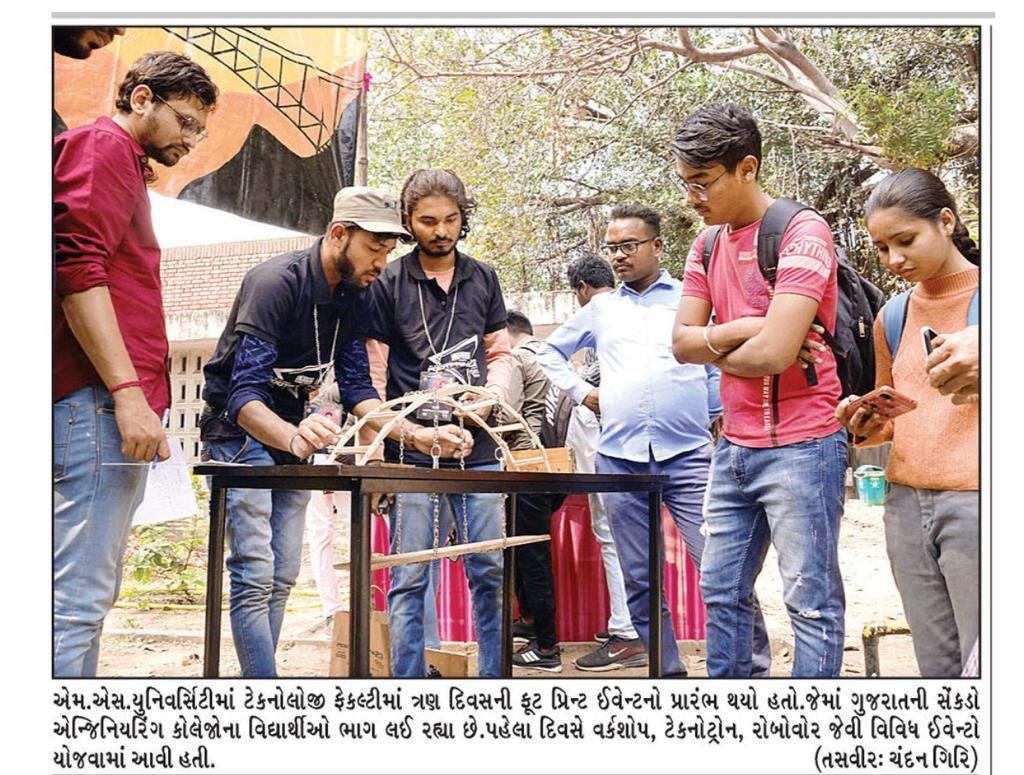 એમ.એસ.યુનિવર્સિટીમાં ટેકનોલોજી ફેકલ્ટીમાં ત્રણ દિવસની ફૂટ પ્રિન્ટ ઈવેન્ટનો પ્રારંભ થયો હતો.જેમાં ગુજરાતની સેંકડો
એન્જિનિયરિંગ કોલેજોના વિદ્યાર્થીઓ ભાગ લઈ રહ્યા છે.પહેલા દિવસે વર્કશોપ, ટેકનોટ્રોન, રોબોવોર જેવી વિવિધ ઈવેન્ટો
યોજવામાં આવી હતી. (તસવીરઃ ચંદન ગિરિ)